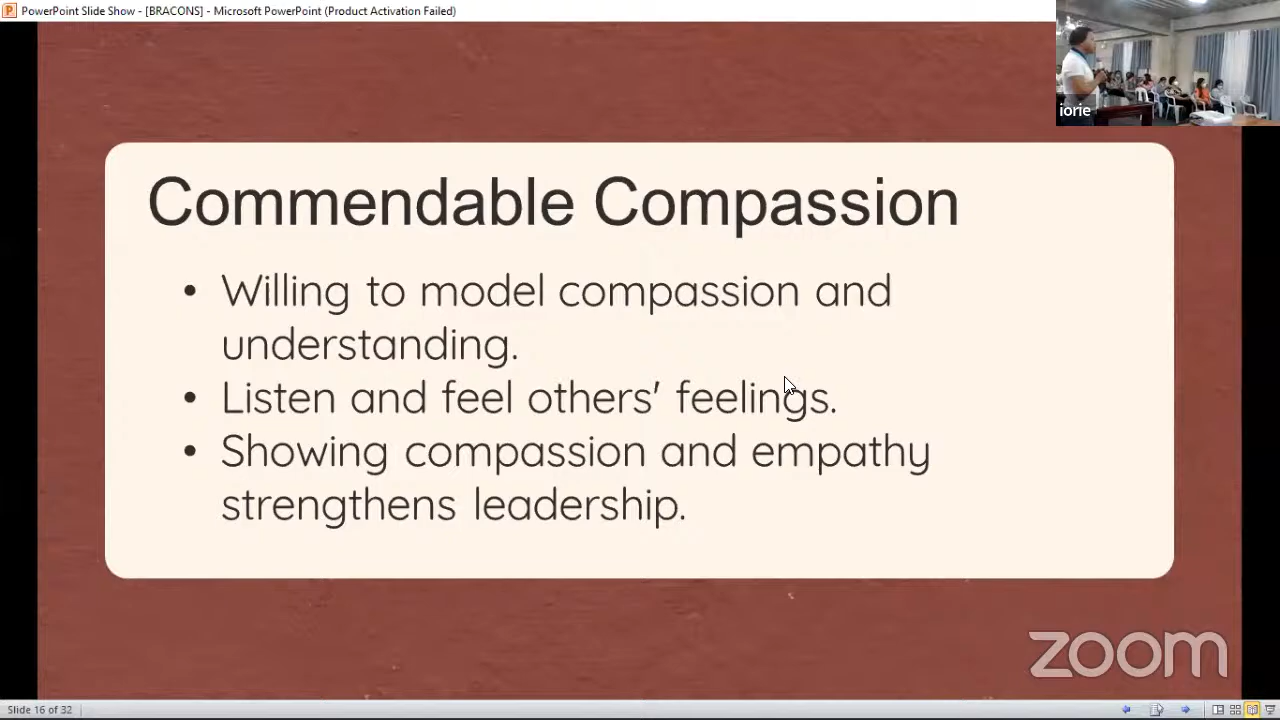 PowerPoint Slide Show - [BRACONS] - Microsoft PowerPoint (Product Activation Failed)
iorie
Commendable Compassion
• Willing to model compassion and
understanding.
• Listen and feel others' feelings.
• Showing compassion and empathy
strengthens leadership.
zoom
Slide 16 of 32